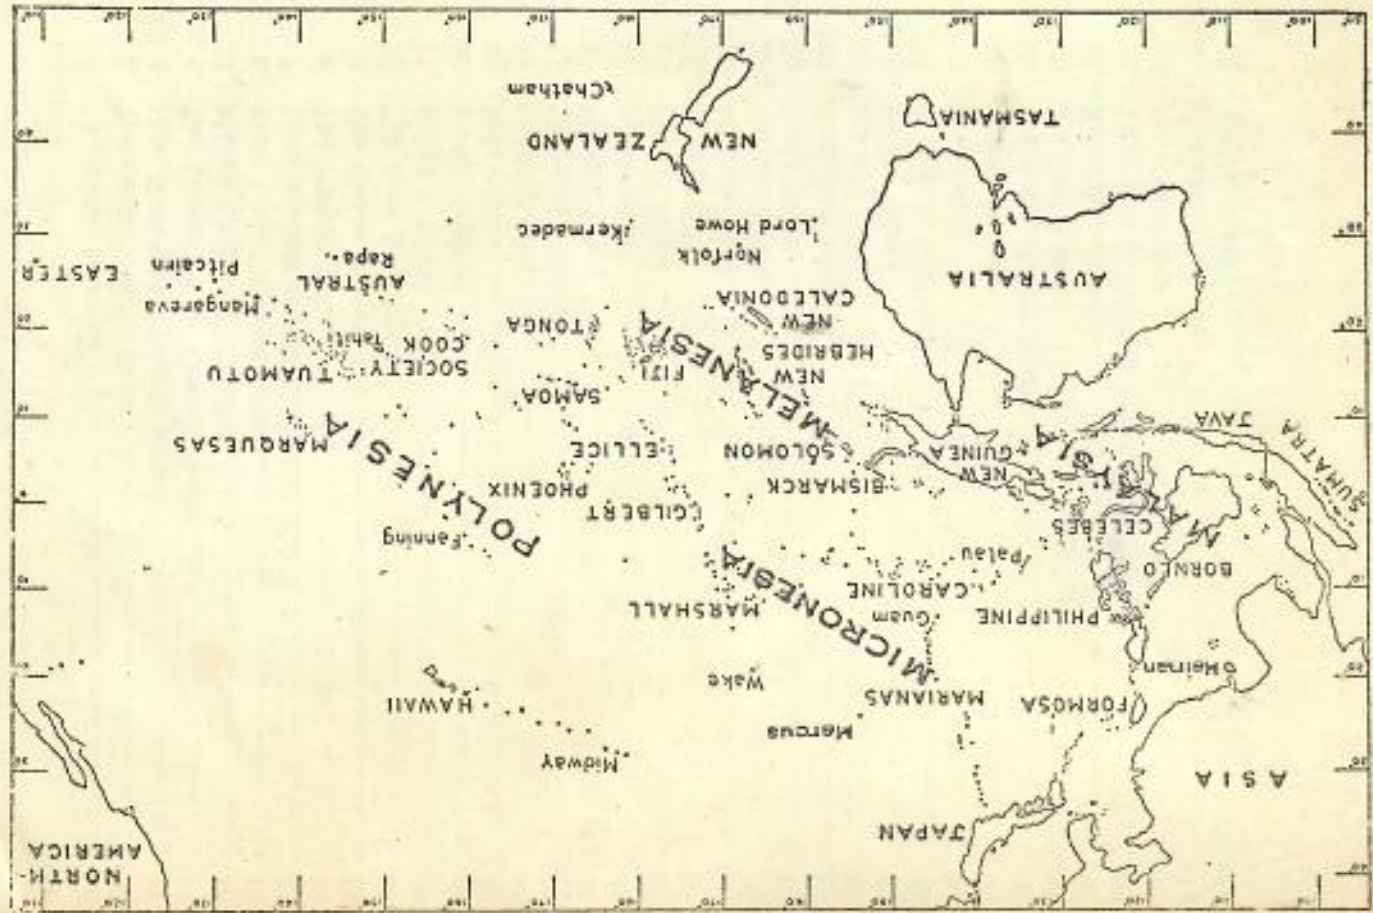 NORTH-
AMERICA
JAPAN
ASIA
Midway
Marcus
FORMOSA
MARIANAS
HAWAII
Hainan
Wake
PHILIPPINE
Guam
MARSHALL
CAROLINE
MICRONESIA
BORNEO
Palau
Fanning
POLYNESIA
CELEBES
GILBERT
SUMATRA
MALAYSIA
BISMARCK
PHOENIX
NEW
GUINEA
SOLOMON
ELLICE
MARQUESAS
JAVA
MELANESIA
SAMOA
NEW
HEBRIDES
FIJI
SOCIETY
TUAMOTU
COOK
Tahiti
NEW
CALEDONIA
TONGA
Mangareva
AUSTRALIA
AUSTRAL
Pitcairn
EASTER
Norfolk
Rapa
Lord Howe
Kermadec
NEW ZEALAND
TASMANIA
Chatham